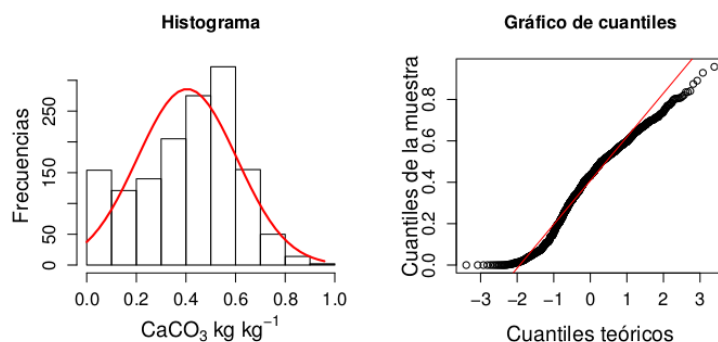 Histograma
Frecuencias
0 50 150 250
0.0 0.2 0.4 0.6 0.8 1.0
CaCO₃ kg kg⁻¹
Gráfico de cuantiles
Cuantiles de la muestra
0.0 0.2 0.4 0.6 0.8
−3 −2 −1 0 1 2 3
Cuantiles teóricos